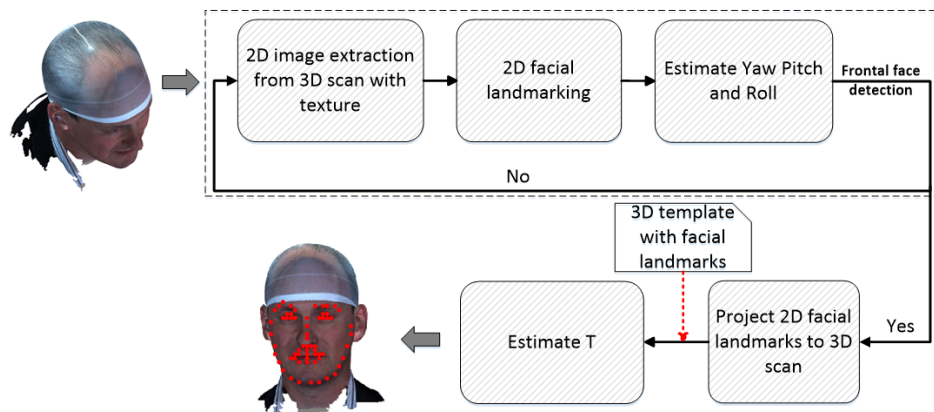 2D image extraction
from 3D scan with
texture
2D facial
landmarking
Estimate Yaw Pitch
and Roll
Frontal face
detection
No
3D template
with facial
landmarks
Estimate T
Project 2D facial
landmarks to 3D
scan
Yes